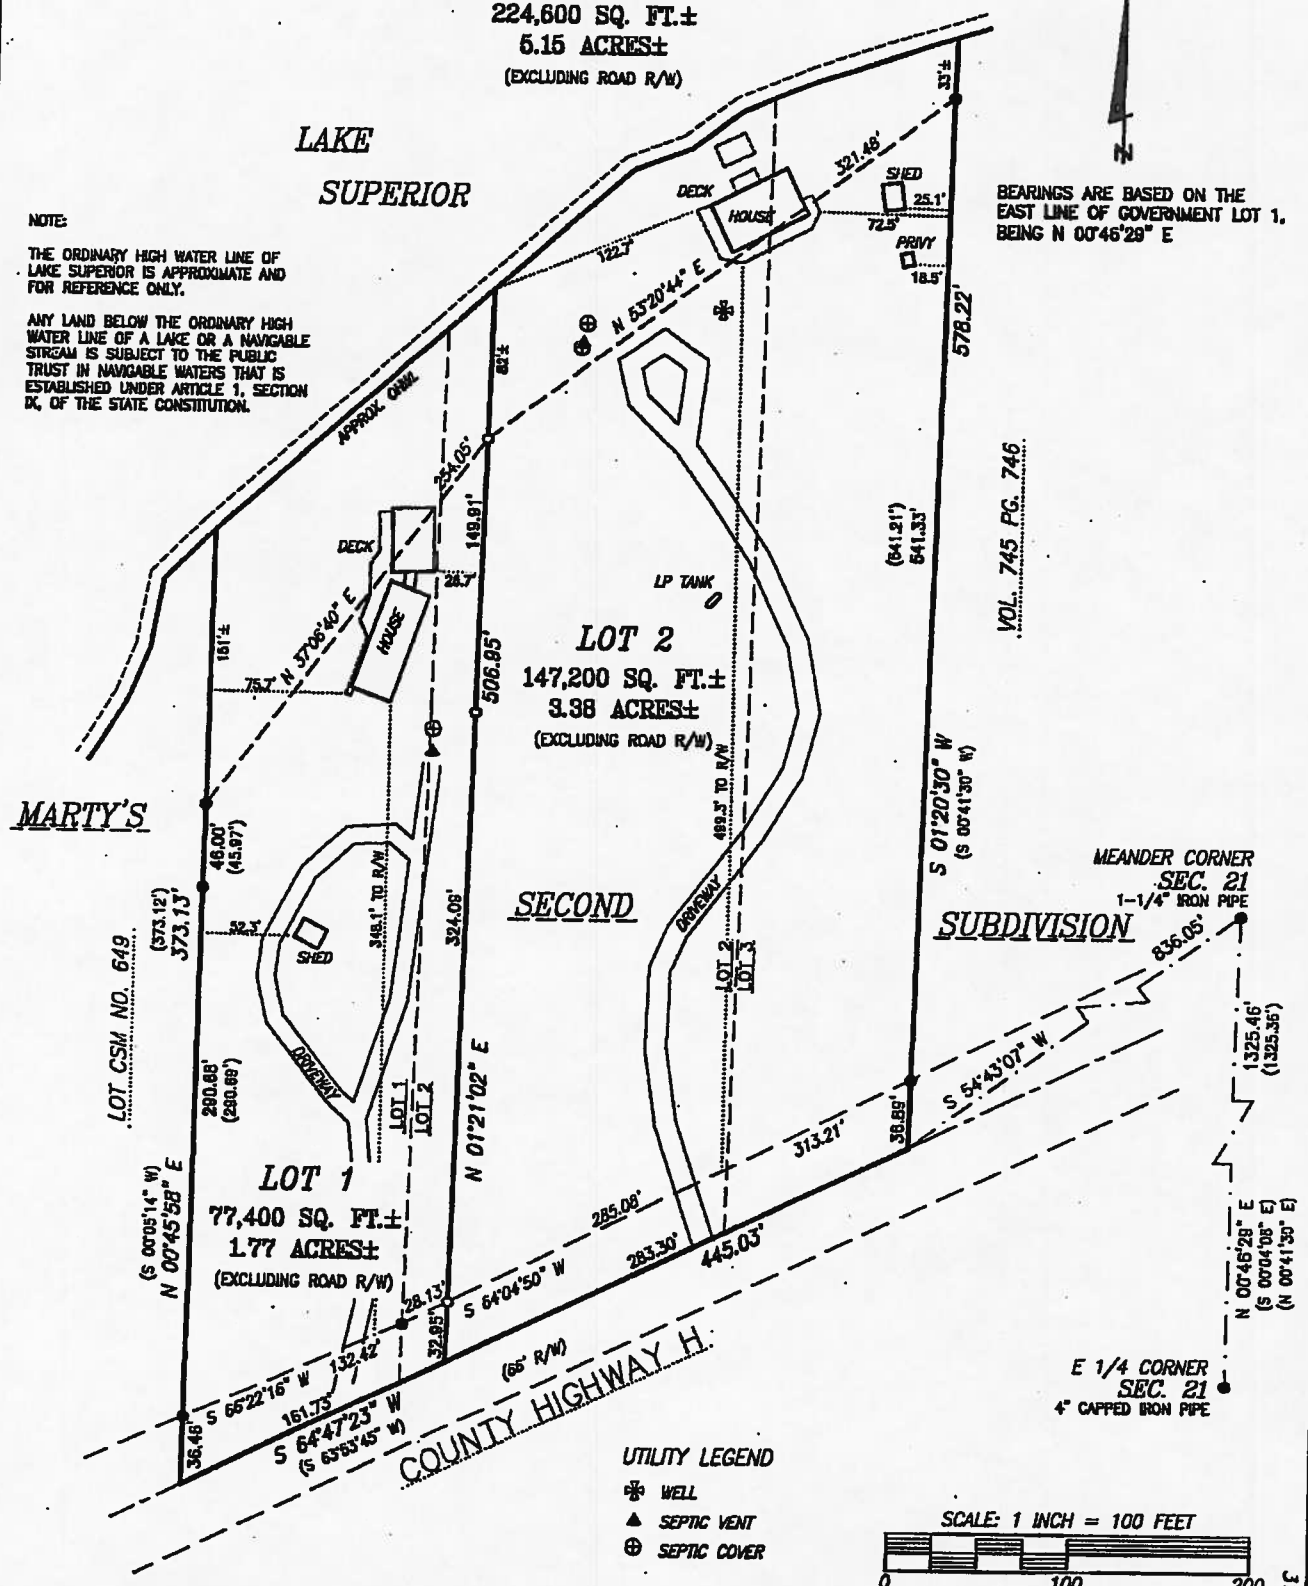 224,600 SQ. FT.±
5.15 ACRES±
(EXCLUDING ROAD R/W)
LAKE
SUPERIOR
N
BEARINGS ARE BASED ON THE
EAST LINE OF GOVERNMENT LOT 1,
BEING N 00°46'29" E
NOTE:
THE ORDINARY HIGH WATER LINE OF
LAKE SUPERIOR IS APPROXIMATE AND
FOR REFERENCE ONLY.
ANY LAND BELOW THE ORDINARY HIGH
WATER LINE OF A LAKE OR A NAVIGABLE
STREAM IS SUBJECT TO THE PUBLIC
TRUST IN NAVIGABLE WATERS THAT IS
ESTABLISHED UNDER ARTICLE 1, SECTION
IX, OF THE STATE CONSTITUTION.
33'±
321.48'
SHED
25.1'
72.5'
PRIVY
18.5'
DECK
HOUSE
122.7'
N 53°20'44" E
578.22'
82'±
APPROX. OHWL
254.05'
149.91'
DECK
26.7'
HOUSE
N 37°06'40" E
151'±
75.7'
506.95'
LP TANK
(641.21')
541.33'
VOL. 745 PG. 746
LOT 2
147,200 SQ. FT.±
3.38 ACRES±
(EXCLUDING ROAD R/W)
499.3' TO R/W
S 01°20'30" W
(S 00°41'30" W)
MARTY'S
46.00'
(45.97')
(373.12')
373.13'
348.1' TO R/W
SHED
324.09'
SECOND
DRIVEWAY
LOT 2
LOT 3
SUBDIVISION
MEANDER CORNER
SEC. 21
1-1/4" IRON PIPE
836.05'
1325.46'
(1325.36')
LOT CSM NO. 649
290.68'
(290.69')
DRIVEWAY
LOT 1
LOT 2
N 01°21'02" E
S 54°43'07" W
313.21'
(S 00°05'14" W)
N 00°45'58" E
LOT 1
77,400 SQ. FT.±
1.77 ACRES±
(EXCLUDING ROAD R/W)
285.08'
283.30'
445.03'
28.13'
S 64°04'50" W
32.95'
132.42'
S 66°22'16" W
161.73'
36.46'
S 64°47'23" W
(S 63°53'45" W)
(66' R/W)
COUNTY HIGHWAY H
N 00°46'29" E
(S 00°04'08" E)
(N 00°41'30" E)
E 1/4 CORNER
SEC. 21
4" CAPPED IRON PIPE
UTILITY LEGEND
WELL
SEPTIC VENT
SEPTIC COVER
SCALE: 1 INCH = 100 FEET
0 100 200